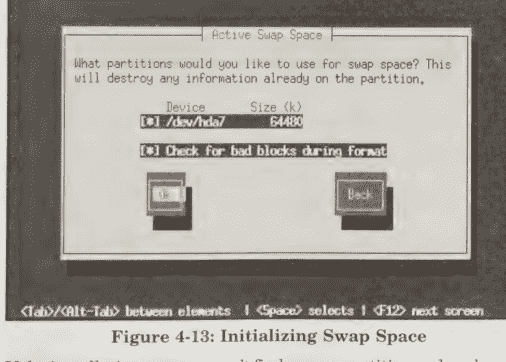 Active Swap Space
What partitions would you like to use for swap space? This
will destroy any information already on the partition.
Device Size (k)
[*] /dev/hda7 64480
[*] Check for bad blocks during format
Ok Back
<Tab>/<Alt-Tab> between elements | <Space> selects | <F12> next screen
Figure 4-13: Initializing Swap Space